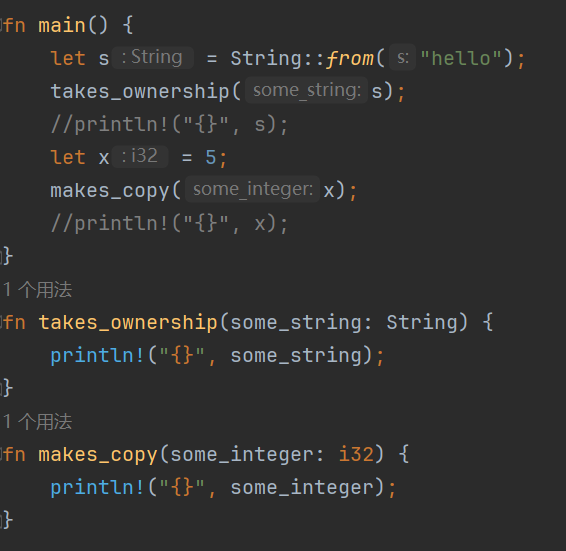 fn main() {
    let s : String = String::from( s: "hello");
    takes_ownership( some_string: s);
    //println!("{}", s);
    let x : i32 = 5;
    makes_copy( some_integer: x);
    //println!("{}", x);
}
1 个用法
fn takes_ownership(some_string: String) {
    println!("{}", some_string);
}
1 个用法
fn makes_copy(some_integer: i32) {
    println!("{}", some_integer);
}